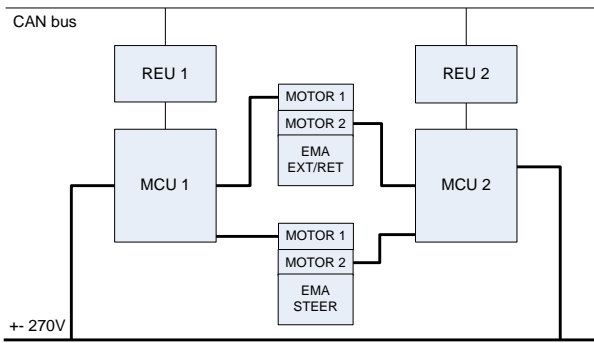 CAN bus
REU 1
REU 2
MOTOR 1
MOTOR 2
EMA
EXT/RET
MCU 1
MCU 2
MOTOR 1
MOTOR 2
EMA
STEER
+- 270V